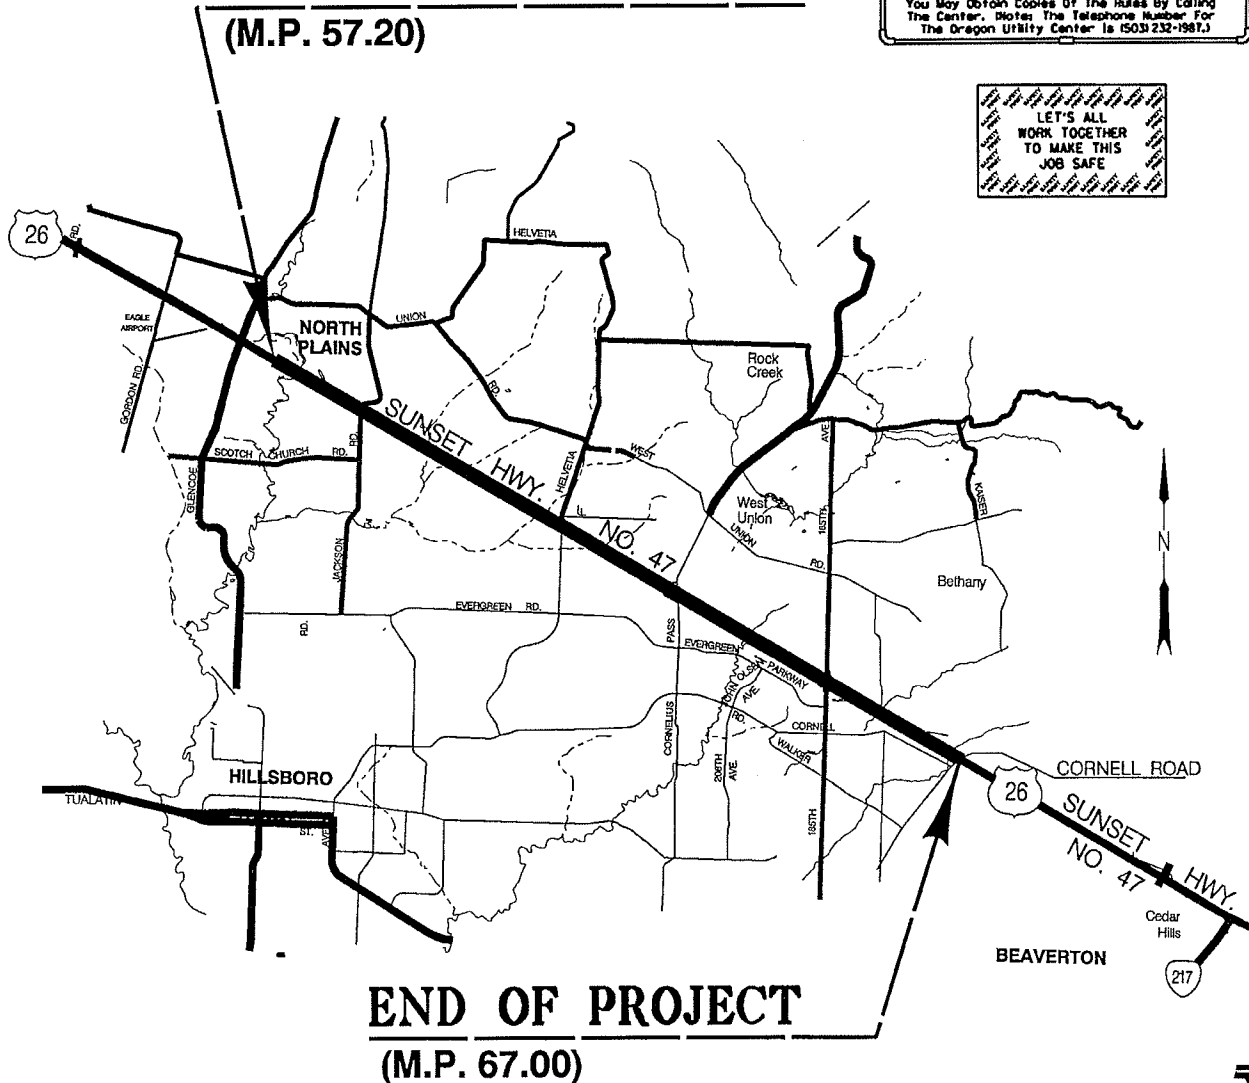 You May Obtain Copies Of The Rules By Calling
The Center. (Note: The Telephone Number For
The Oregon Utility Center Is (503) 232-1987.)
(M.P. 57.20)
LET'S ALL
WORK TOGETHER
TO MAKE THIS
JOB SAFE
26
RD.
HELVETIA
EAGLE
AIRPORT
NORTH
PLAINS
UNION
RD.
GORDON RD.
Rock
Creek
SUNSET HWY.
NO. 47
SCOTCH CHURCH RD.
RD.
GLENCOE
HELVETIA
WEST
AVE.
185TH
KAISER
West
Union
UNION
RD.
JACKSON
Bethany
N
EVERGREEN RD.
RD.
PASS
EVERGREEN
PARKWAY
JOHN OLSEN
AVE.
CORNELIUS
RD.
CORNELL
WALKER
208TH
AVE.
185TH
HILLSBORO
TUALATIN
ST.
AVE.
CORNELL ROAD
26
SUNSET HWY.
NO. 47
Cedar
Hills
BEAVERTON
217
END OF PROJECT
(M.P. 67.00)